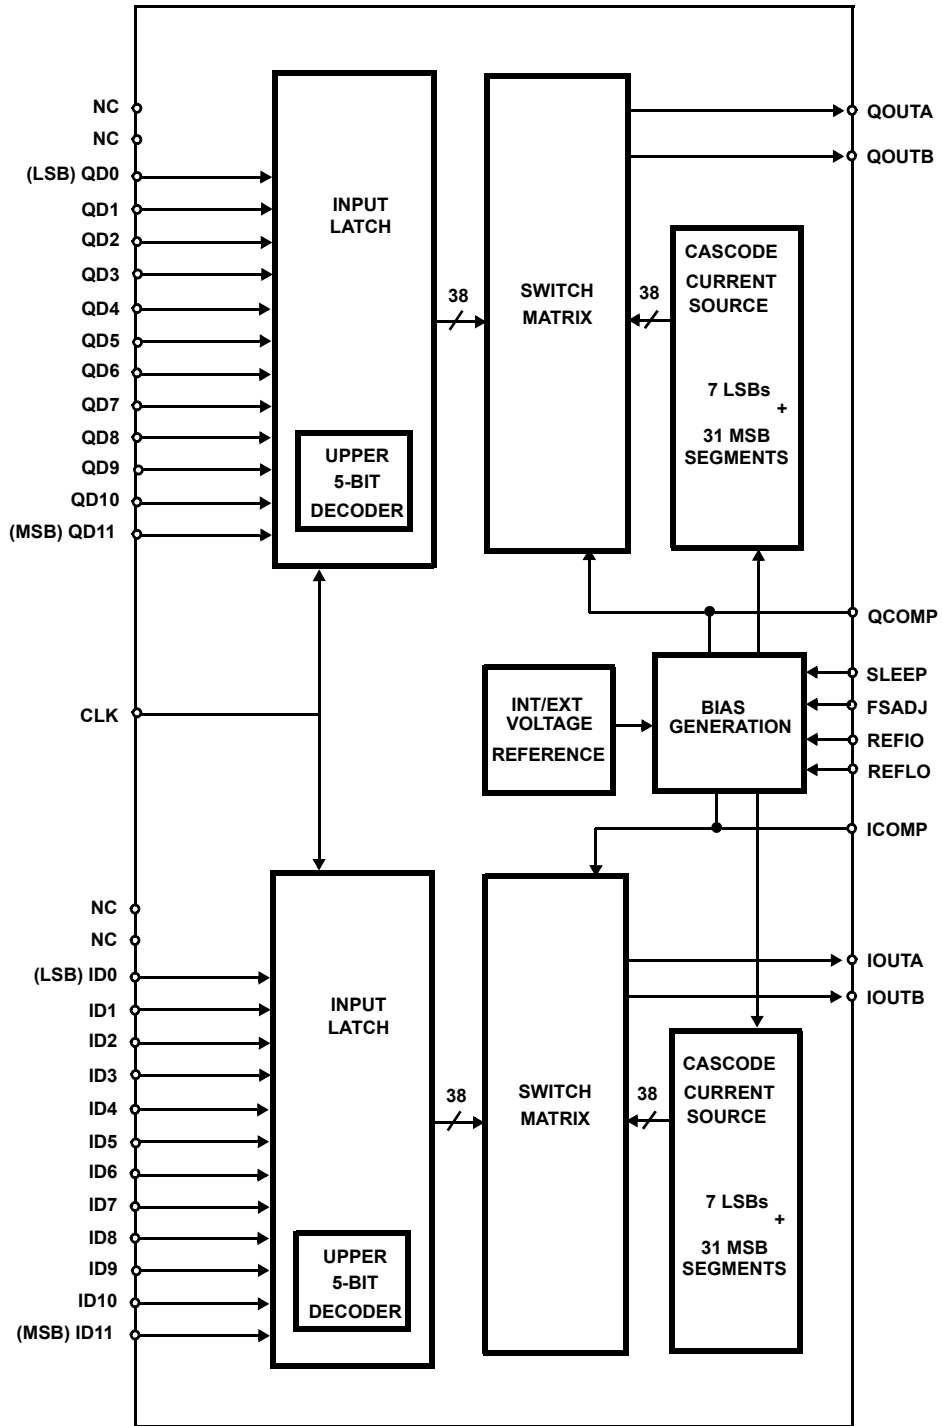 NC
NC
(LSB) QD0
QD1
QD2
QD3
QD4
QD5
QD6
QD7
QD8
QD9
QD10
(MSB) QD11
INPUT
LATCH
UPPER
5-BIT
DECODER
38
SWITCH
MATRIX
38
CASCODE
CURRENT
SOURCE
7 LSBs
+
31 MSB
SEGMENTS
QOUTA
QOUTB
QCOMP
SLEEP
FSADJ
REFIO
REFLO
ICOMP
CLK
INT/EXT
VOLTAGE
REFERENCE
BIAS
GENERATION
NC
NC
(LSB) ID0
ID1
ID2
ID3
ID4
ID5
ID6
ID7
ID8
ID9
ID10
(MSB) ID11
INPUT
LATCH
UPPER
5-BIT
DECODER
38
SWITCH
MATRIX
38
CASCODE
CURRENT
SOURCE
7 LSBs
+
31 MSB
SEGMENTS
IOUTA
IOUTB